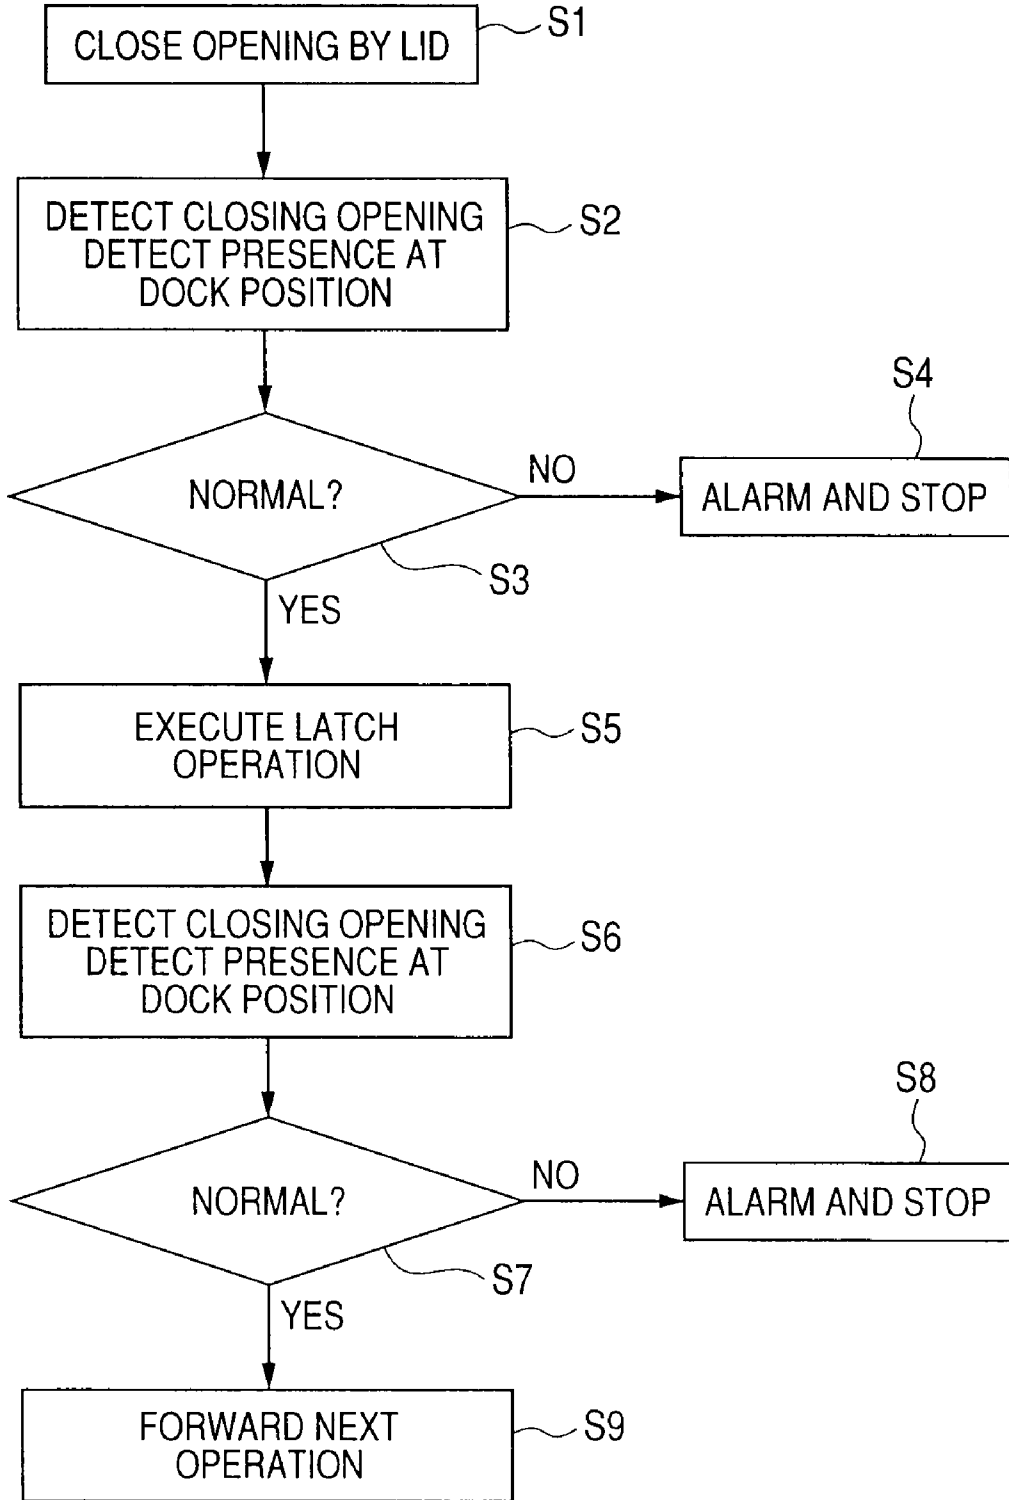 CLOSE OPENING BY LID
S1
DETECT CLOSING OPENING
DETECT PRESENCE AT
DOCK POSITION
S2
NORMAL?
S3
NO
S4
ALARM AND STOP
YES
EXECUTE LATCH
OPERATION
S5
DETECT CLOSING OPENING
DETECT PRESENCE AT
DOCK POSITION
S6
NORMAL?
S7
NO
S8
ALARM AND STOP
YES
FORWARD NEXT
OPERATION
S9